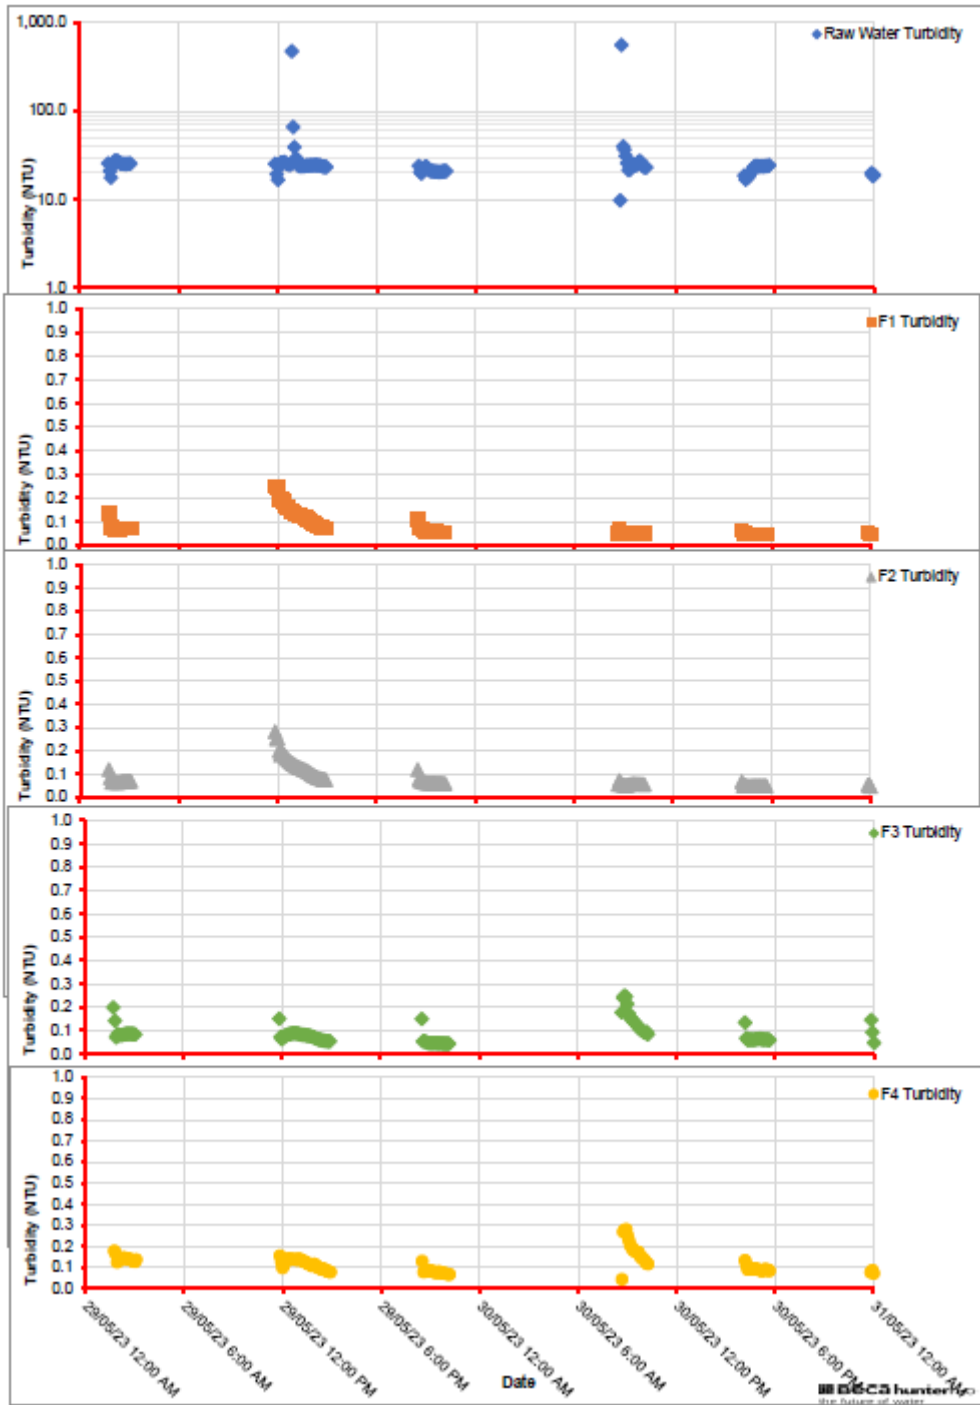 1,000.0
Raw Water Turbidity
100.0
10.0
1.0
Turbidity (NTU)
1.0
F1 Turbidity
0.9
0.8
0.7
0.6
0.5
0.4
0.3
0.2
0.1
0.0
Turbidity (NTU)
1.0
F2 Turbidity
0.9
0.8
0.7
0.6
0.5
0.4
0.3
0.2
0.1
0.0
Turbidity (NTU)
1.0
F3 Turbidity
0.9
0.8
0.7
0.6
0.5
0.4
0.3
0.2
0.1
0.0
Turbidity (NTU)
1.0
F4 Turbidity
0.9
0.8
0.7
0.6
0.5
0.4
0.3
0.2
0.1
0.0
Turbidity (NTU)
29/05/23 12:00 AM
29/05/23 6:00 AM
29/05/23 12:00 PM
29/05/23 6:00 PM
30/05/23 12:00 AM
30/05/23 6:00 AM
30/05/23 12:00 PM
30/05/23 6:00 PM
31/05/23 12:00 AM
Date
the future of water